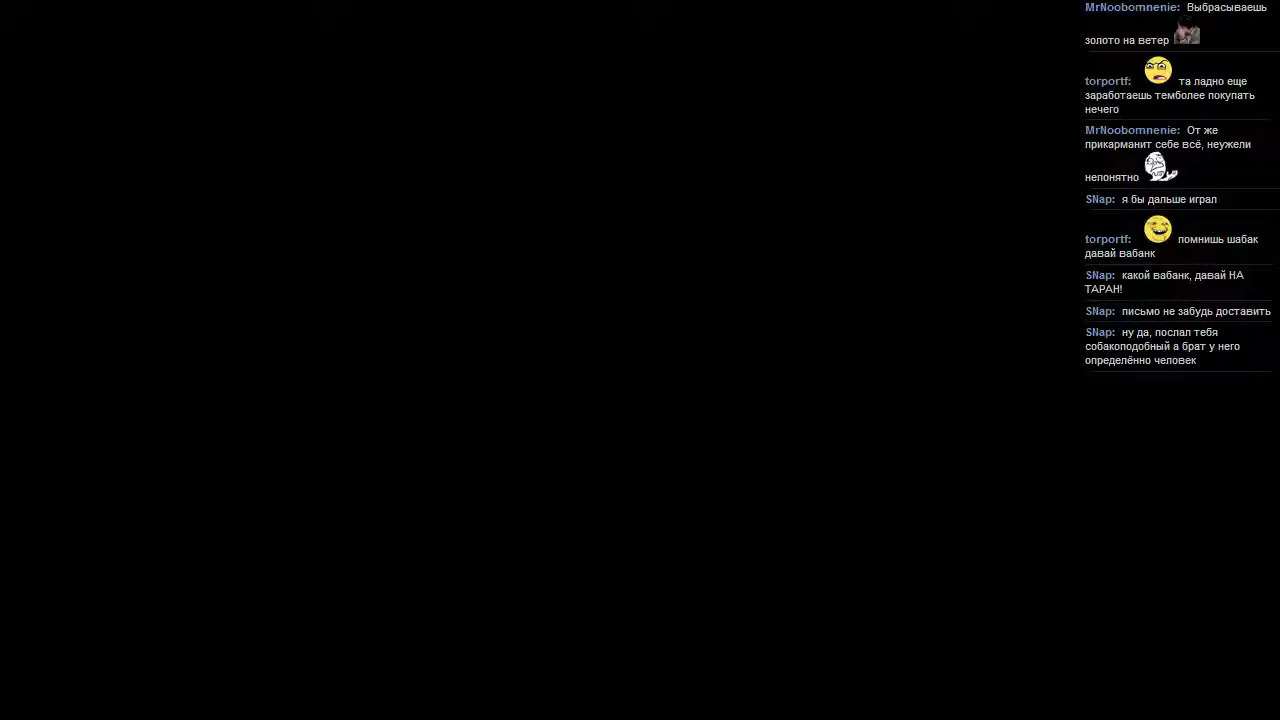 MrNoobomnenie: Выбрасываешь
золото на ветер
torportf: та ладно еще
заработаешь темболее покупать
нечего
MrNoobomnenie: От же
прикарманит себе всё, неужели
непонятно
SNap: я бы дальше играл
torportf: помнишь шабак
давай вабанк
SNap: какой вабанк, давай НА
ТАРАН!
SNap: письмо не забудь доставить
SNap: ну да, послал тебя
собакоподобный а брат у него
определённо человек